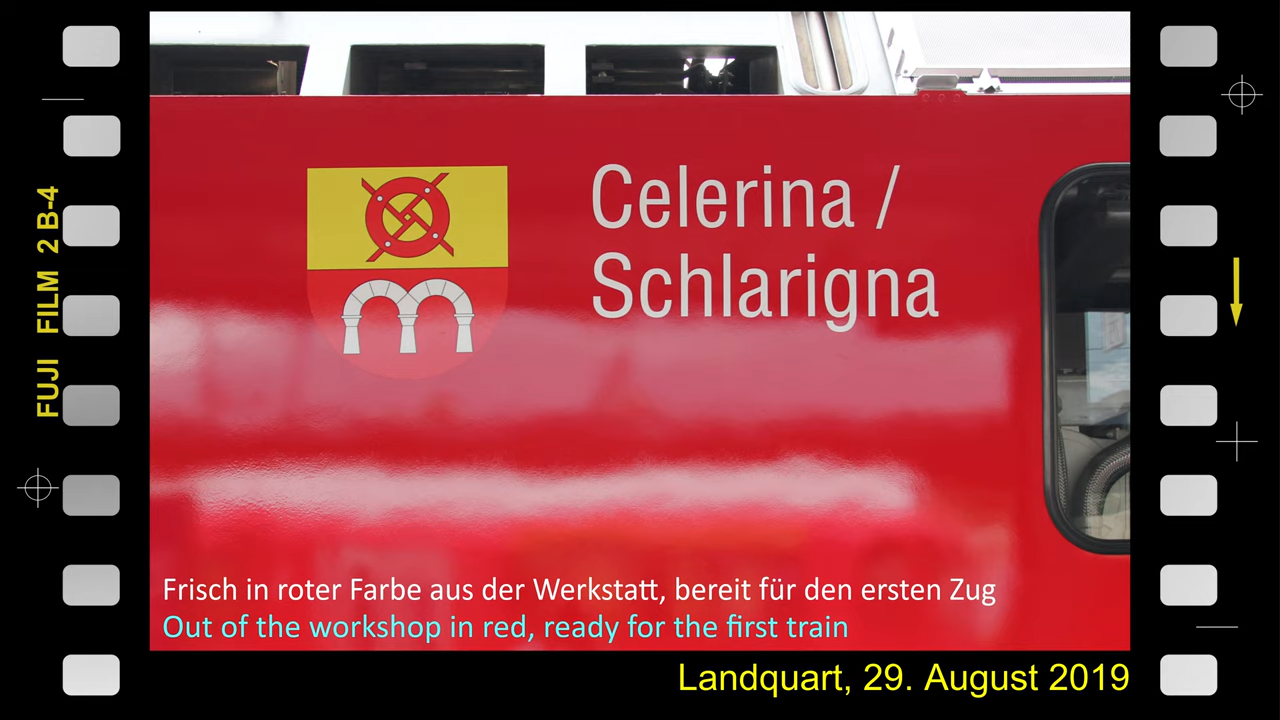 Celerina /
Schlarigna
Frisch in roter Farbe aus der Werkstatt, bereit für den ersten Zug
Out of the workshop in red, ready for the first train
Landquart, 29. August 2019
FUJI FILM 2 B-4